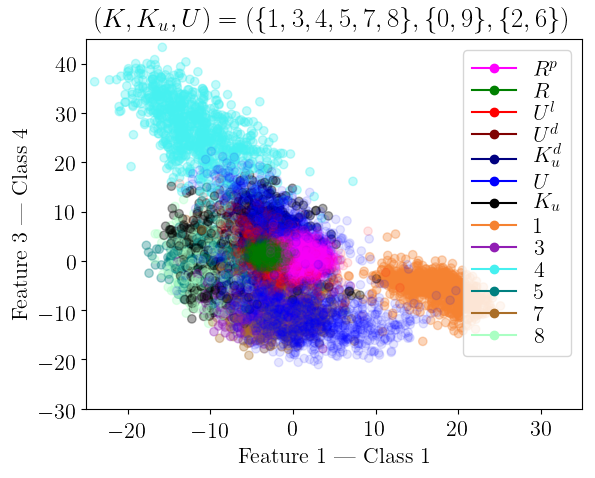 (K, K_u, U) = ({1, 3, 4, 5, 7, 8}, {0, 9}, {2, 6})
40
30
20
10
0
−10
−20
−30
Feature 3 — Class 4
−20
−10
0
10
20
30
Feature 1 — Class 1
R^p
R
U^l
U^d
K_u^d
U
K_u
1
3
4
5
7
8